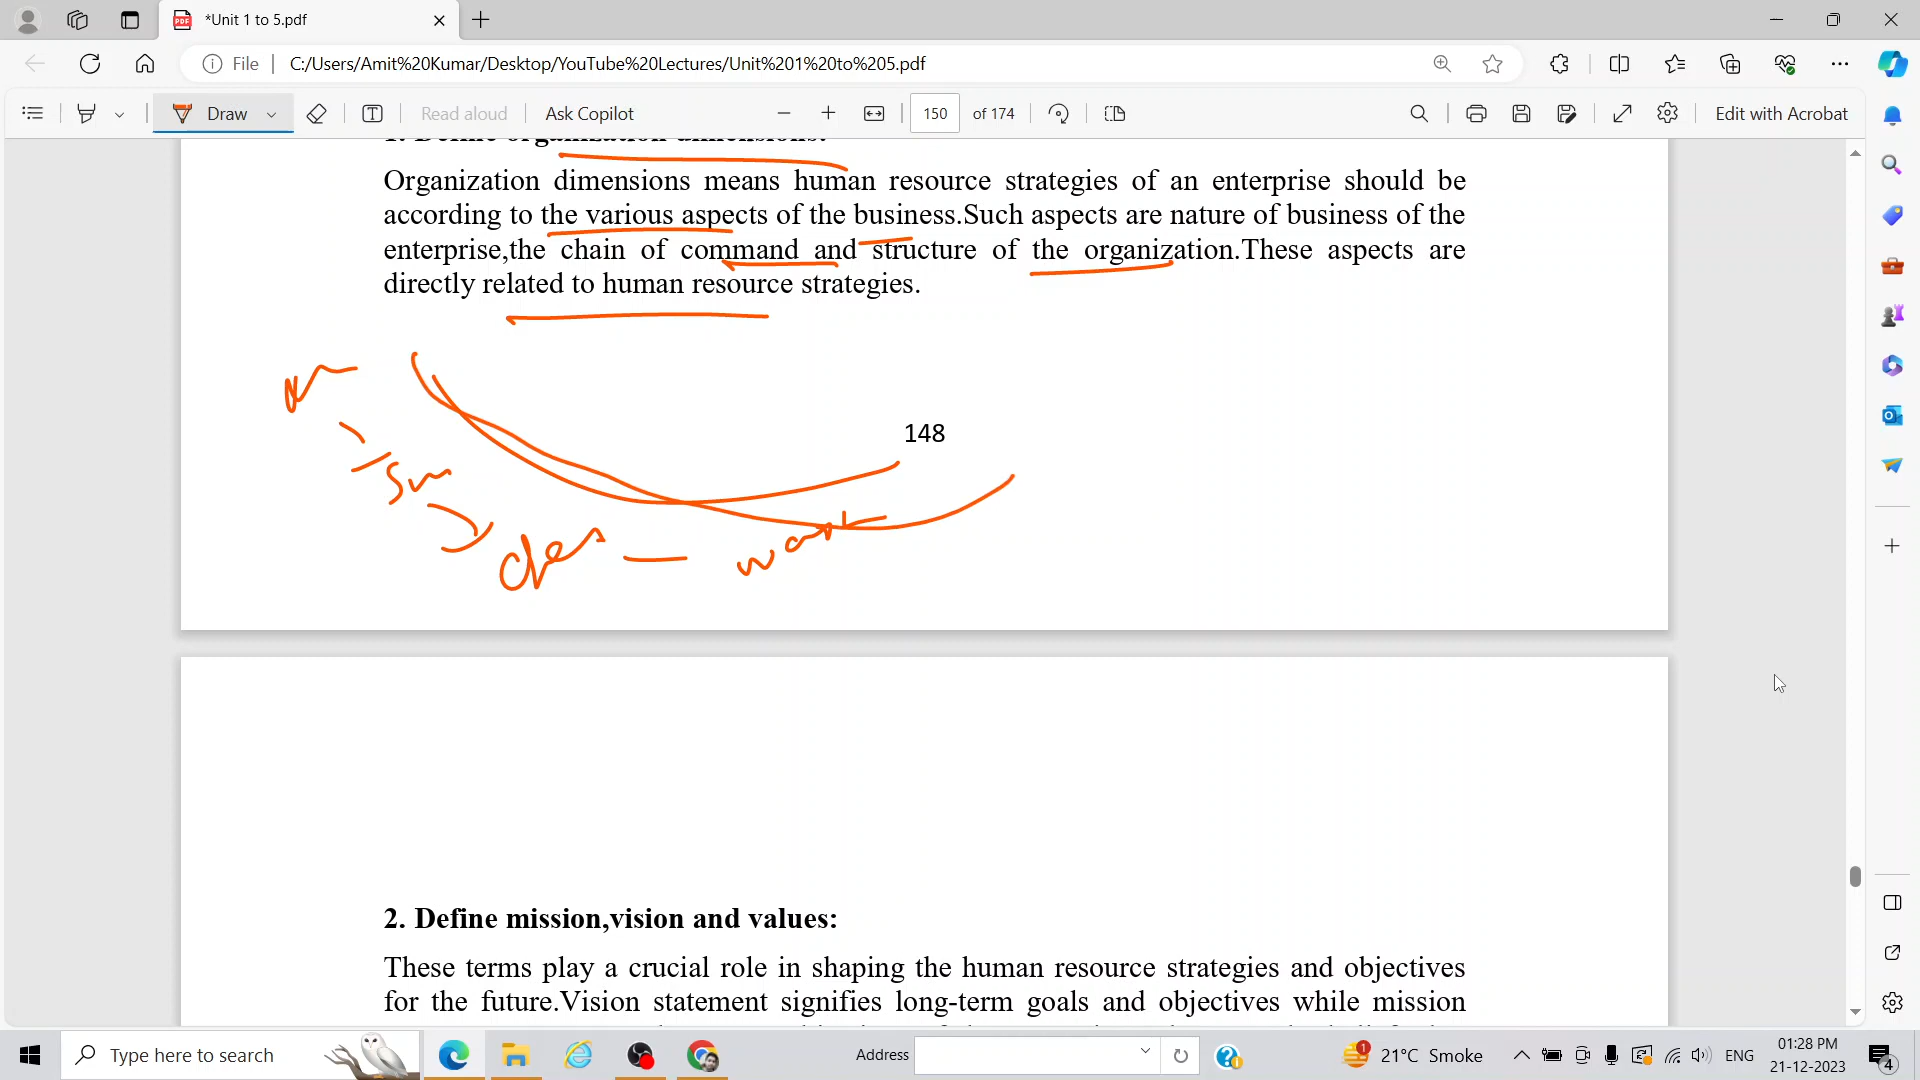 *Unit 1 to 5.pdf
File
C:/Users/Amit%20Kumar/Desktop/YouTube%20Lectures/Unit%201%20to%205.pdf
Draw
Read aloud
Ask Copilot
150
of 174
Edit with Acrobat
1. Define organization dimensions:
Organization dimensions means human resource strategies of an enterprise should be
according to the various aspects of the business.Such aspects are nature of business of the
enterprise,the chain of command and structure of the organization.These aspects are
directly related to human resource strategies.
148
2. Define mission,vision and values:
These terms play a crucial role in shaping the human resource strategies and objectives
for the future.Vision statement signifies long-term goals and objectives while mission
Type here to search
Address
1
21°C Smoke
ENG
01:28 PM
21-12-2023
4